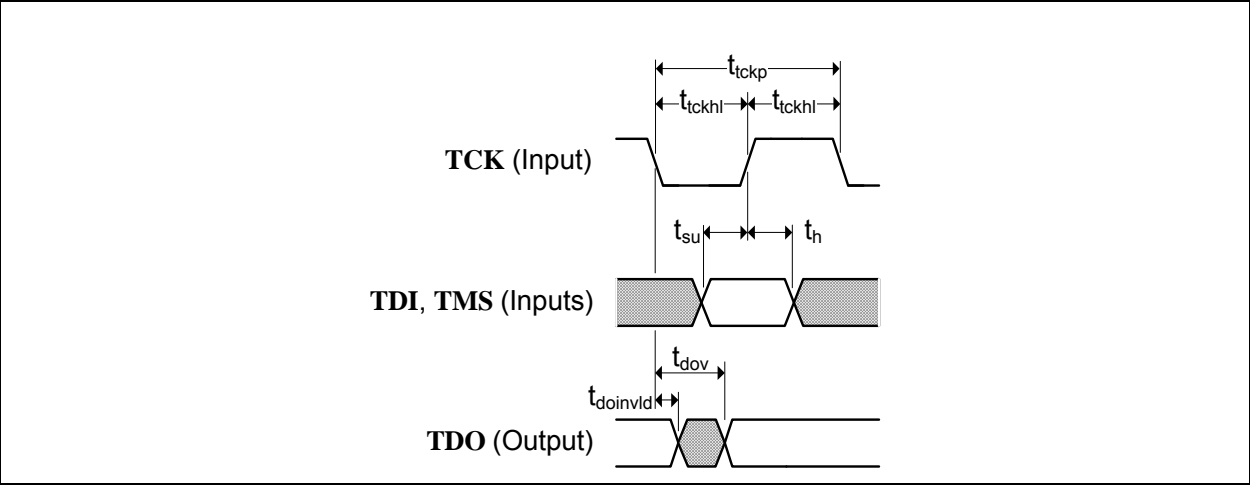 ttckp
ttckhl ttckhl
TCK (Input)
tsu th
TDI, TMS (Inputs)
tdov
tdoinvld
TDO (Output)